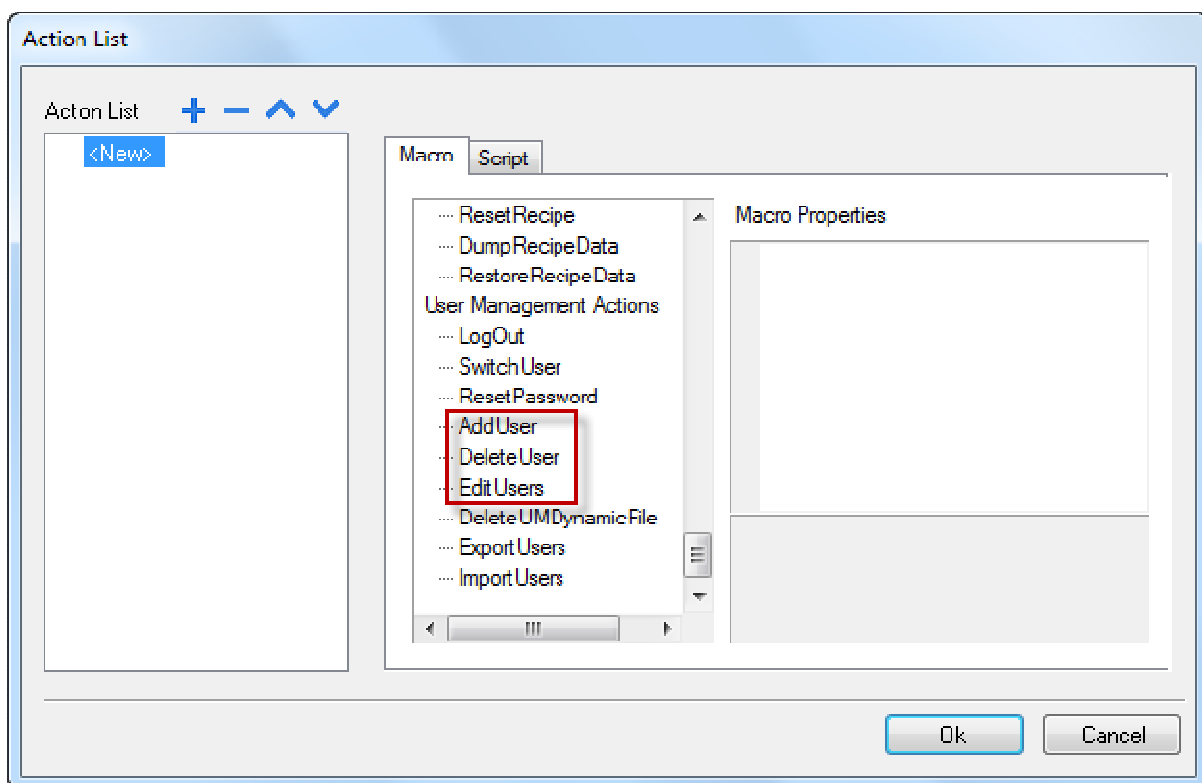 Action List
Acton List
<New>
Macro
Script
ResetRecipe
DumpRecipeData
RestoreRecipeData
User Management Actions
LogOut
SwitchUser
ResetPassword
AddUser
DeleteUser
EditUsers
DeleteUMDynamicFile
ExportUsers
ImportUsers
Macro Properties
Ok
Cancel